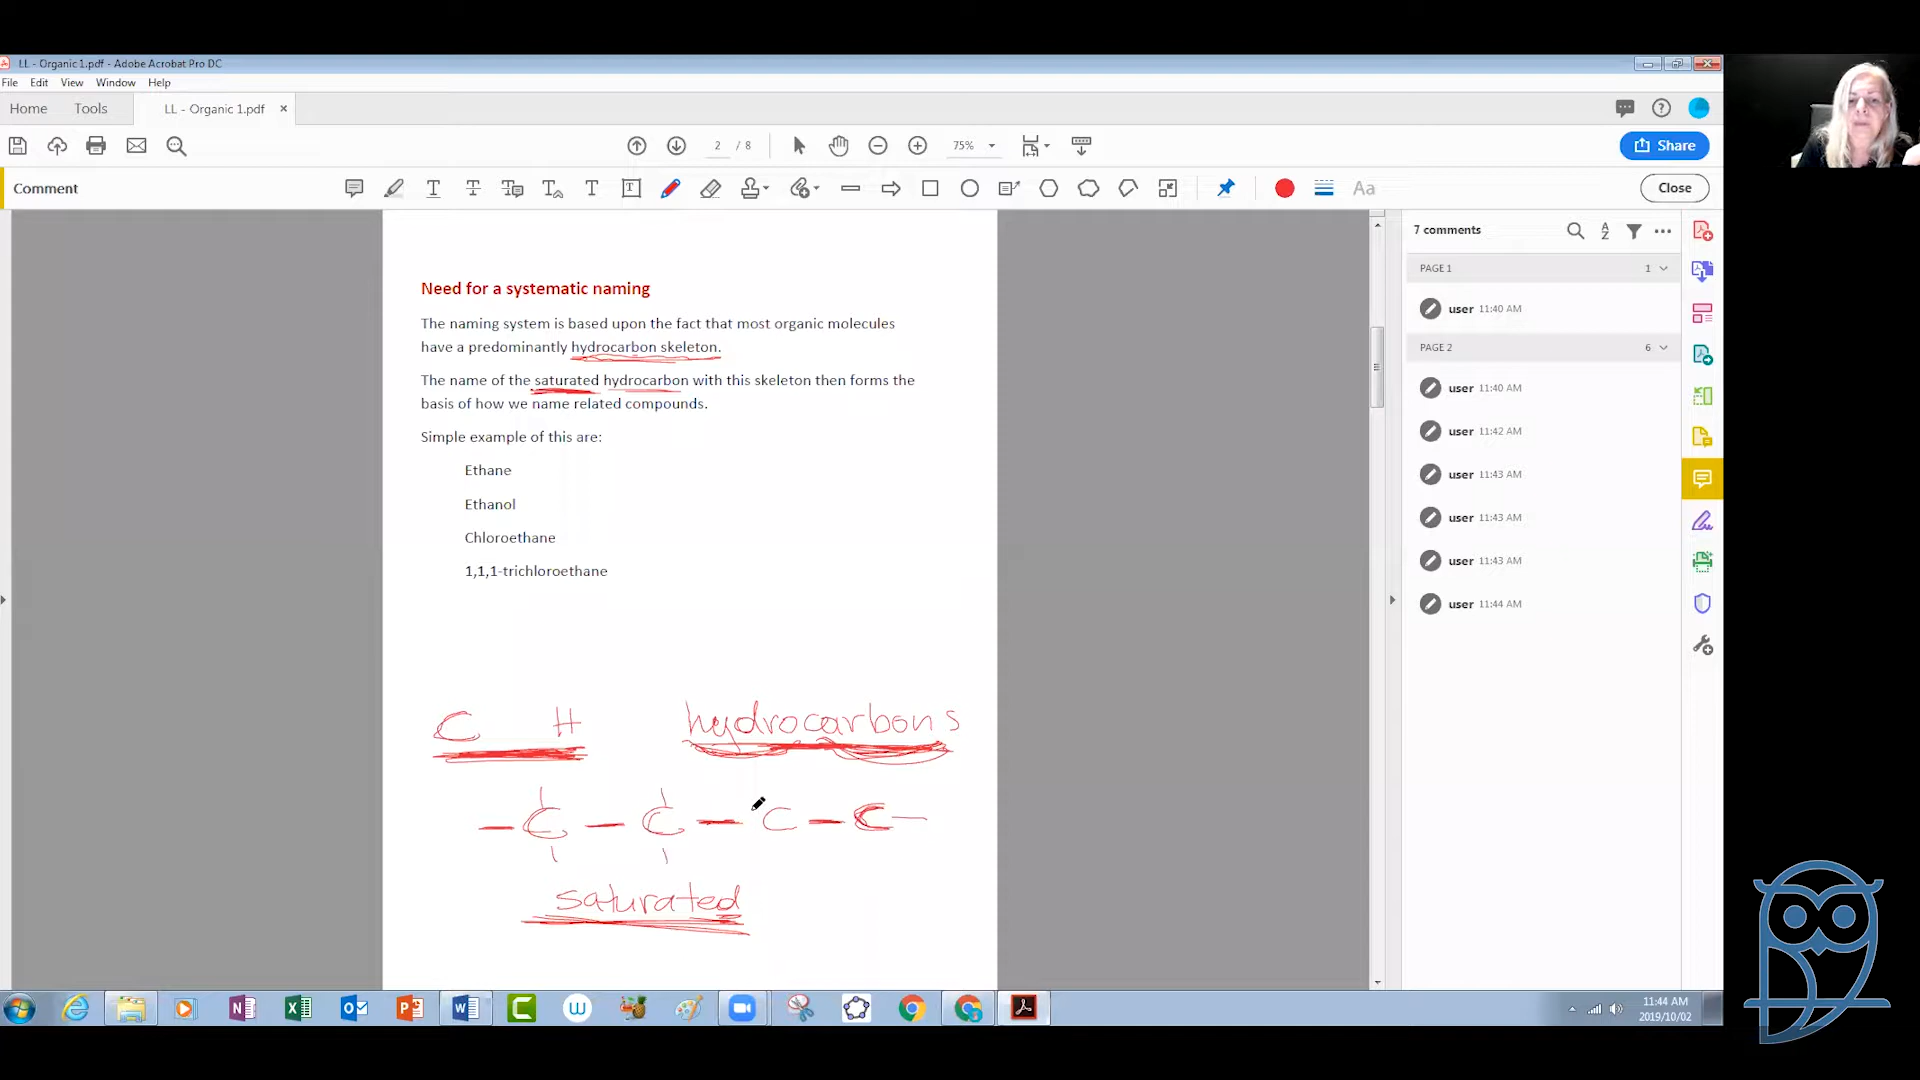 LL - Organic 1.pdf - Adobe Acrobat Pro DC
File Edit View Window Help
Home Tools LL - Organic 1.pdf ×
2 / 8 75% Share
Comment Aa Close
7 comments
PAGE 1 1
user 11:40 AM
PAGE 2 6
user 11:40 AM
user 11:42 AM
user 11:43 AM
user 11:43 AM
user 11:43 AM
user 11:44 AM
Need for a systematic naming
The naming system is based upon the fact that most organic molecules
have a predominantly hydrocarbon skeleton.
The name of the saturated hydrocarbon with this skeleton then forms the
basis of how we name related compounds.
Simple example of this are:
Ethane
Ethanol
Chloroethane
1,1,1-trichloroethane
C H hydrocarbons
- C - C - C - C -
saturated
11:44 AM
2019/10/02